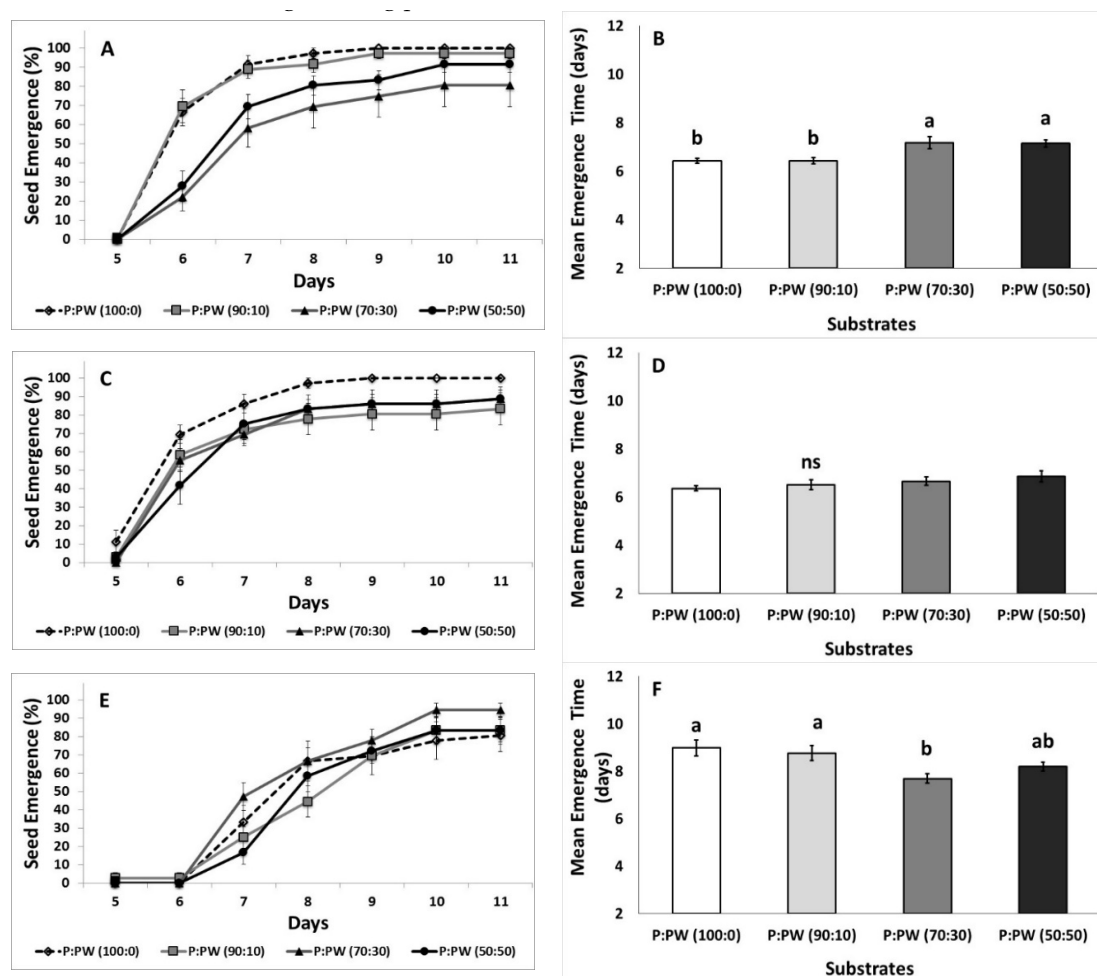 A
Seed Emergence (%)
100
90
80
70
60
50
40
30
20
10
0
5 6 7 8 9 10 11
Days
P:PW (100:0) P:PW (90:10) P:PW (70:30) P:PW (50:50)
B
Mean Emergence Time (days)
12
10
8
6
4
2
b b a a
P:PW (100:0) P:PW (90:10) P:PW (70:30) P:PW (50:50)
Substrates
C
Seed Emergence (%)
100
90
80
70
60
50
40
30
20
10
0
5 6 7 8 9 10 11
Days
P:PW (100:0) P:PW (90:10) P:PW (70:30) P:PW (50:50)
D
Mean Emergence Time (days)
12
10
8
6
4
2
ns
P:PW (100:0) P:PW (90:10) P:PW (70:30) P:PW (50:50)
Substrates
E
Seed Emergence (%)
100
90
80
70
60
50
40
30
20
10
0
5 6 7 8 9 10 11
Days
P:PW (100:0) P:PW (90:10) P:PW (70:30) P:PW (50:50)
F
Mean Emergence Time
(days)
12
10
8
6
4
2
a a b ab
P:PW (100:0) P:PW (90:10) P:PW (70:30) P:PW (50:50)
Substrates